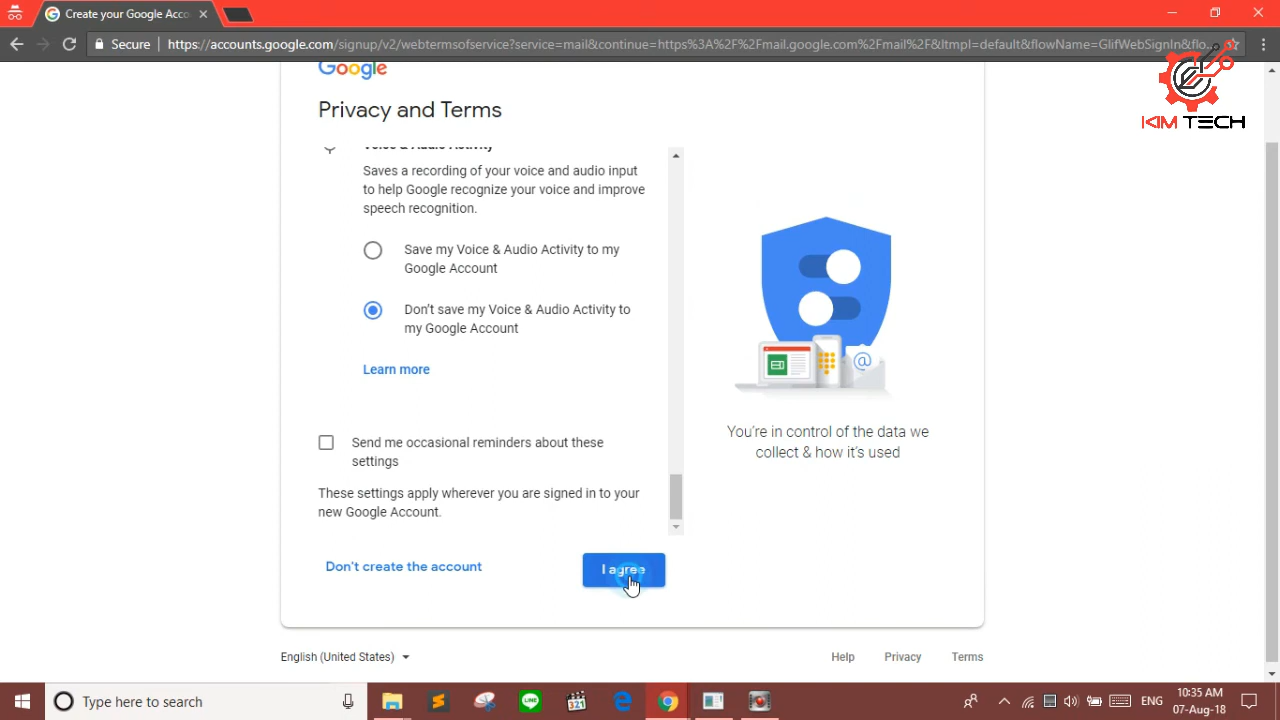 Create your Google Acco
Secure
https://accounts.google.com/signup/v2/webtermsofservice?service=mail&continue=https%3A%2F%2Fmail.google.com%2Fmail%2F&ltmpl=default&flowName=GlifWebSignIn&flo...
KIM TECH
Google
Privacy and Terms
Voice & Audio Activity
Saves a recording of your voice and audio input
to help Google recognize your voice and improve
speech recognition.
Save my Voice & Audio Activity to my
Google Account
Don't save my Voice & Audio Activity to
my Google Account
Learn more
Send me occasional reminders about these
settings
These settings apply wherever you are signed in to your
new Google Account.
Don't create the account
I agree
You're in control of the data we
collect & how it's used
English (United States)
Help
Privacy
Terms
Type here to search
LINE
321
ENG
10:35 AM
07-Aug-18